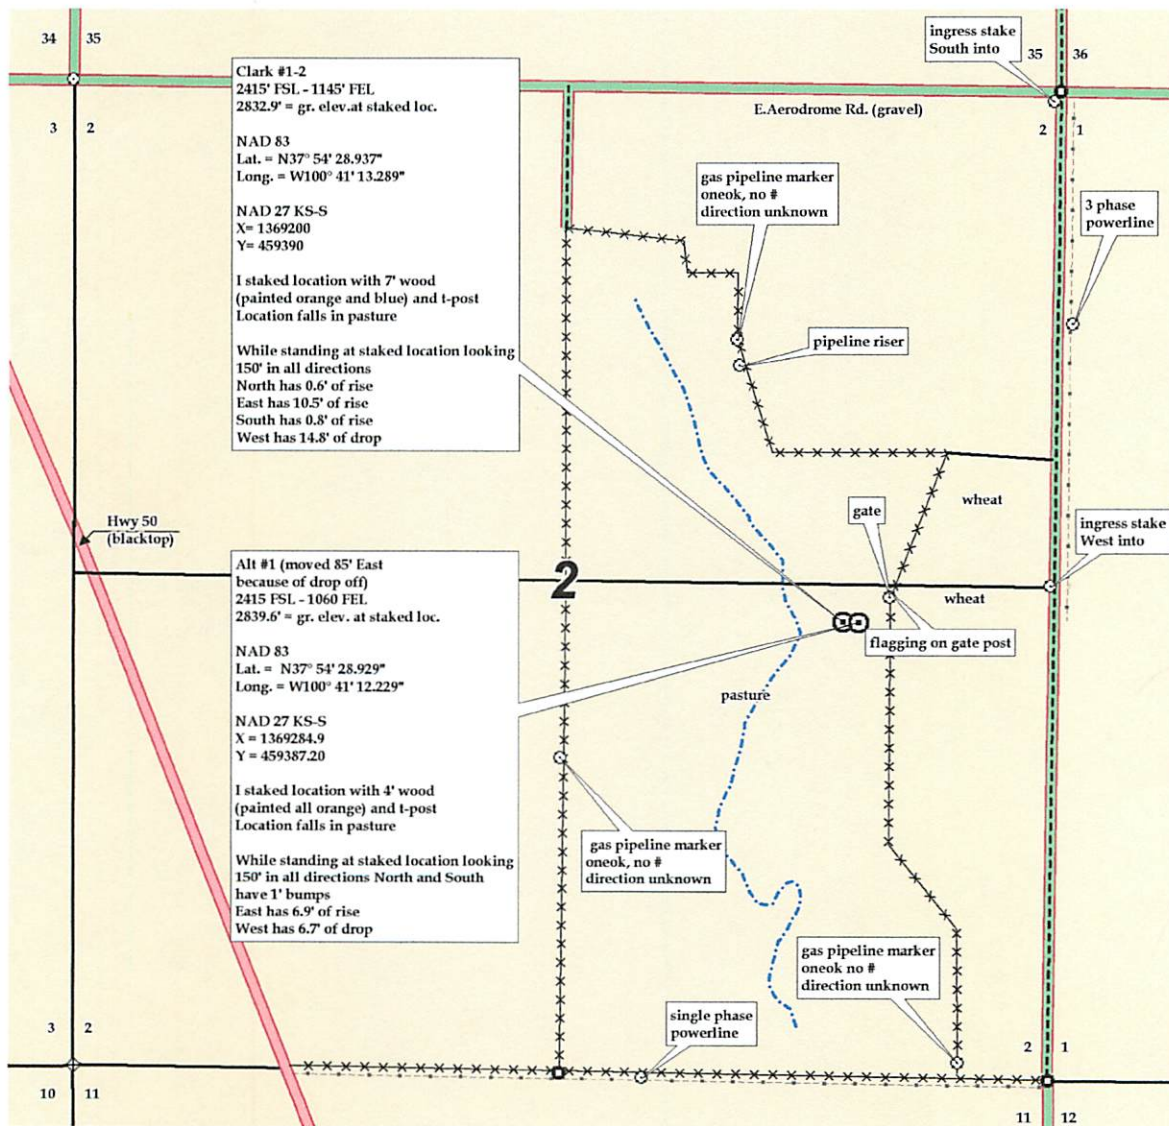 34
35
ingress stake
South into
35
36
Clark #1-2
2415' FSL - 1145' FEL
2832.9' = gr. elev.at staked loc.
NAD 83
Lat. = N37° 54' 28.937"
Long. = W100° 41' 13.289"
NAD 27 KS-S
X= 1369200
Y= 459390
I staked location with 7' wood
(painted orange and blue) and t-post
Location falls in pasture
While standing at staked location looking
150' in all directions
North has 0.6' of rise
East has 10.5' of rise
South has 0.8' of rise
West has 14.8' of drop
E.Aerodrome Rd. (gravel)
3
2
2
1
gas pipeline marker
oneok, no #
direction unknown
3 phase
powerline
pipeline riser
wheat
gate
Hwy 50
(blacktop)
ingress stake
West into
2
wheat
flagging on gate post
Alt #1 (moved 85' East
because of drop off)
2415 FSL - 1060 FEL
2839.6' = gr. elev. at staked loc.
NAD 83
Lat. = N37° 54' 28.929"
Long. = W100° 41' 12.229"
NAD 27 KS-S
X = 1369284.9
Y = 459387.20
I staked location with 4' wood
(painted all orange) and t-post
Location falls in pasture
While standing at staked location looking
150' in all directions North and South
have 1' bumps
East has 6.9' of rise
West has 6.7' of drop
pasture
gas pipeline marker
oneok, no #
direction unknown
gas pipeline marker
oneok no #
direction unknown
single phase
powerline
3
2
2
1
10
11
11
12